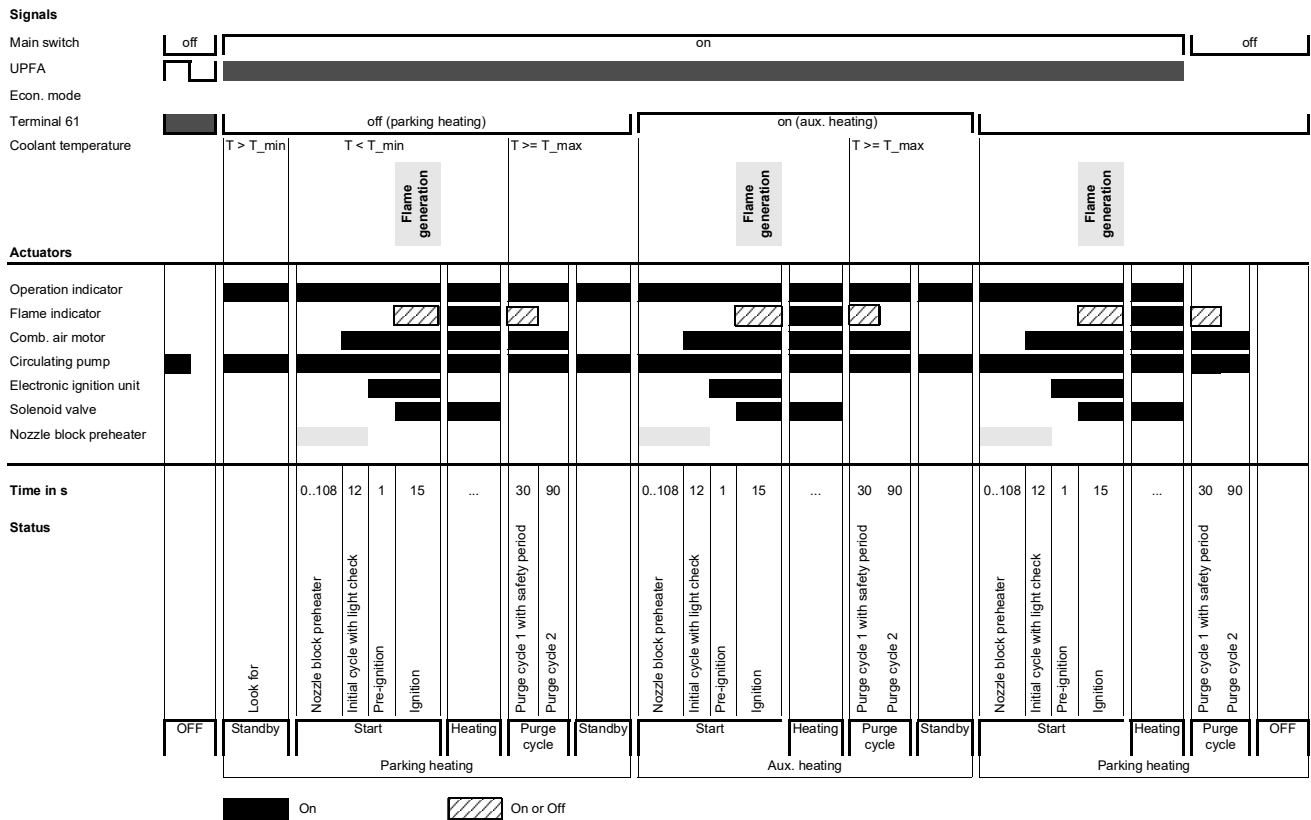 Signals
Main switch off on off
UPFA
Econ. mode
Terminal 61 off (parking heating) on (aux. heating)
Coolant temperature T > T_min T < T_min T >= T_max T >= T_max
Flame generation Flame generation Flame generation
Actuators
Operation indicator
Flame indicator
Comb. air motor
Circulating pump
Electronic ignition unit
Solenoid valve
Nozzle block preheater
Time in s 0..108 12 1 15 ... 30 90 0..108 12 1 15 ... 30 90 0..108 12 1 15 ... 30 90
Status
Look for
Nozzle block preheater
Initial cycle with light check
Pre-ignition
Ignition
Purge cycle 1 with safety period
Purge cycle 2
Nozzle block preheater
Initial cycle with light check
Pre-ignition
Ignition
Purge cycle 1 with safety period
Purge cycle 2
Nozzle block preheater
Initial cycle with light check
Pre-ignition
Ignition
Purge cycle 1 with safety period
Purge cycle 2
OFF Standby Start Heating Purge cycle Standby Start Heating Purge cycle Standby Start Heating Purge cycle OFF
Parking heating Aux. heating Parking heating
On On or Off